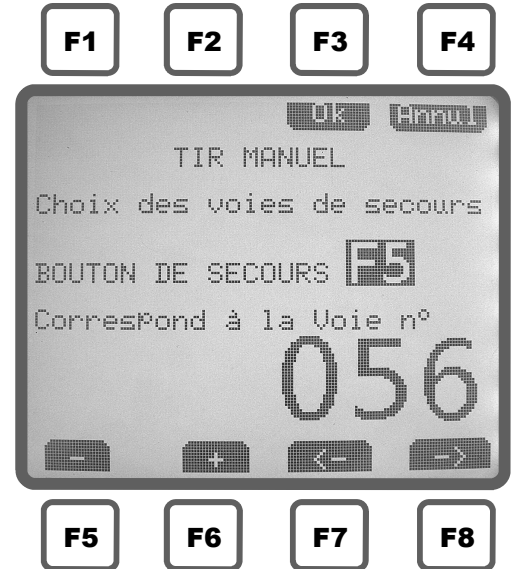 F1 F2 F3 F4
Ok Annul
TIR MANUEL
Choix des voies de secours
BOUTON DE SECOURS F5
Correspond à la Voie n°
056
- + <- ->
F5 F6 F7 F8